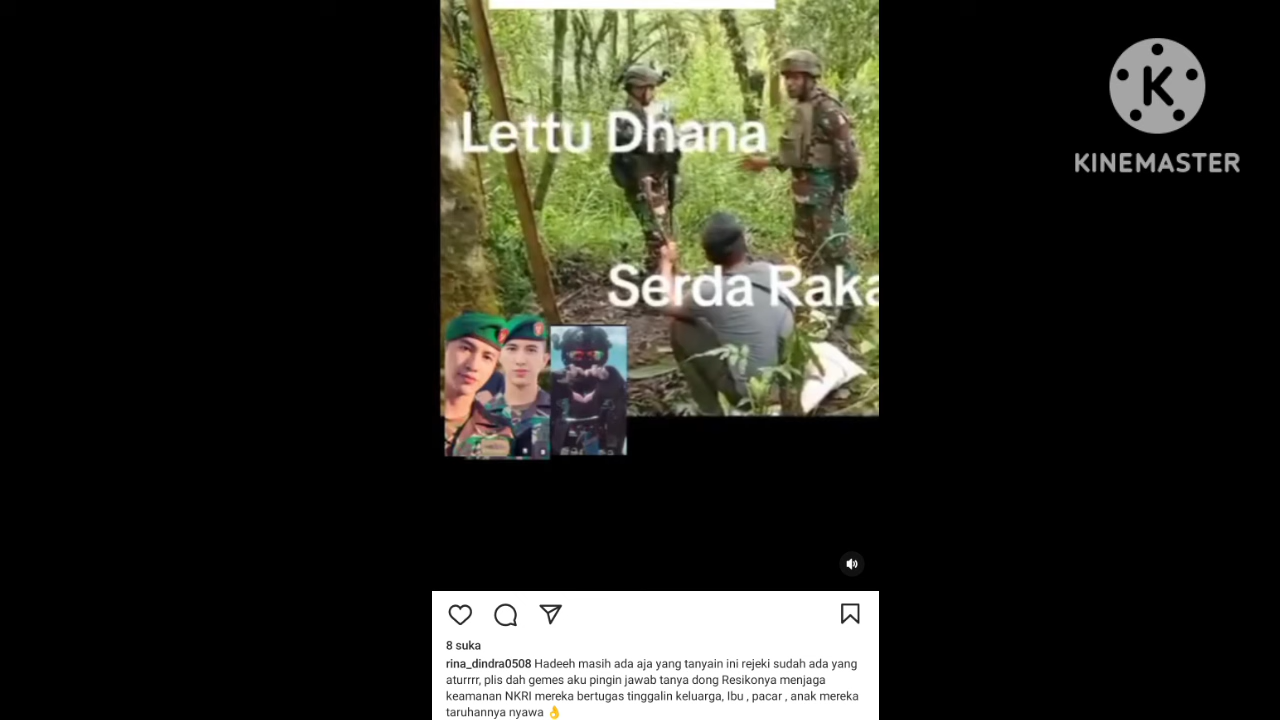 KINEMASTER
Lettu Dhana
Serda Raka
8 suka
rina_dindra0508 Hadeeh masih ada aja yang tanyain ini rejeki sudah ada yang
aturrrr, plis dah gemes aku pingin jawab tanya dong Resikonya menjaga
keamanan NKRI mereka bertugas tinggalin keluarga, Ibu , pacar , anak mereka
taruhannya nyawa 👌